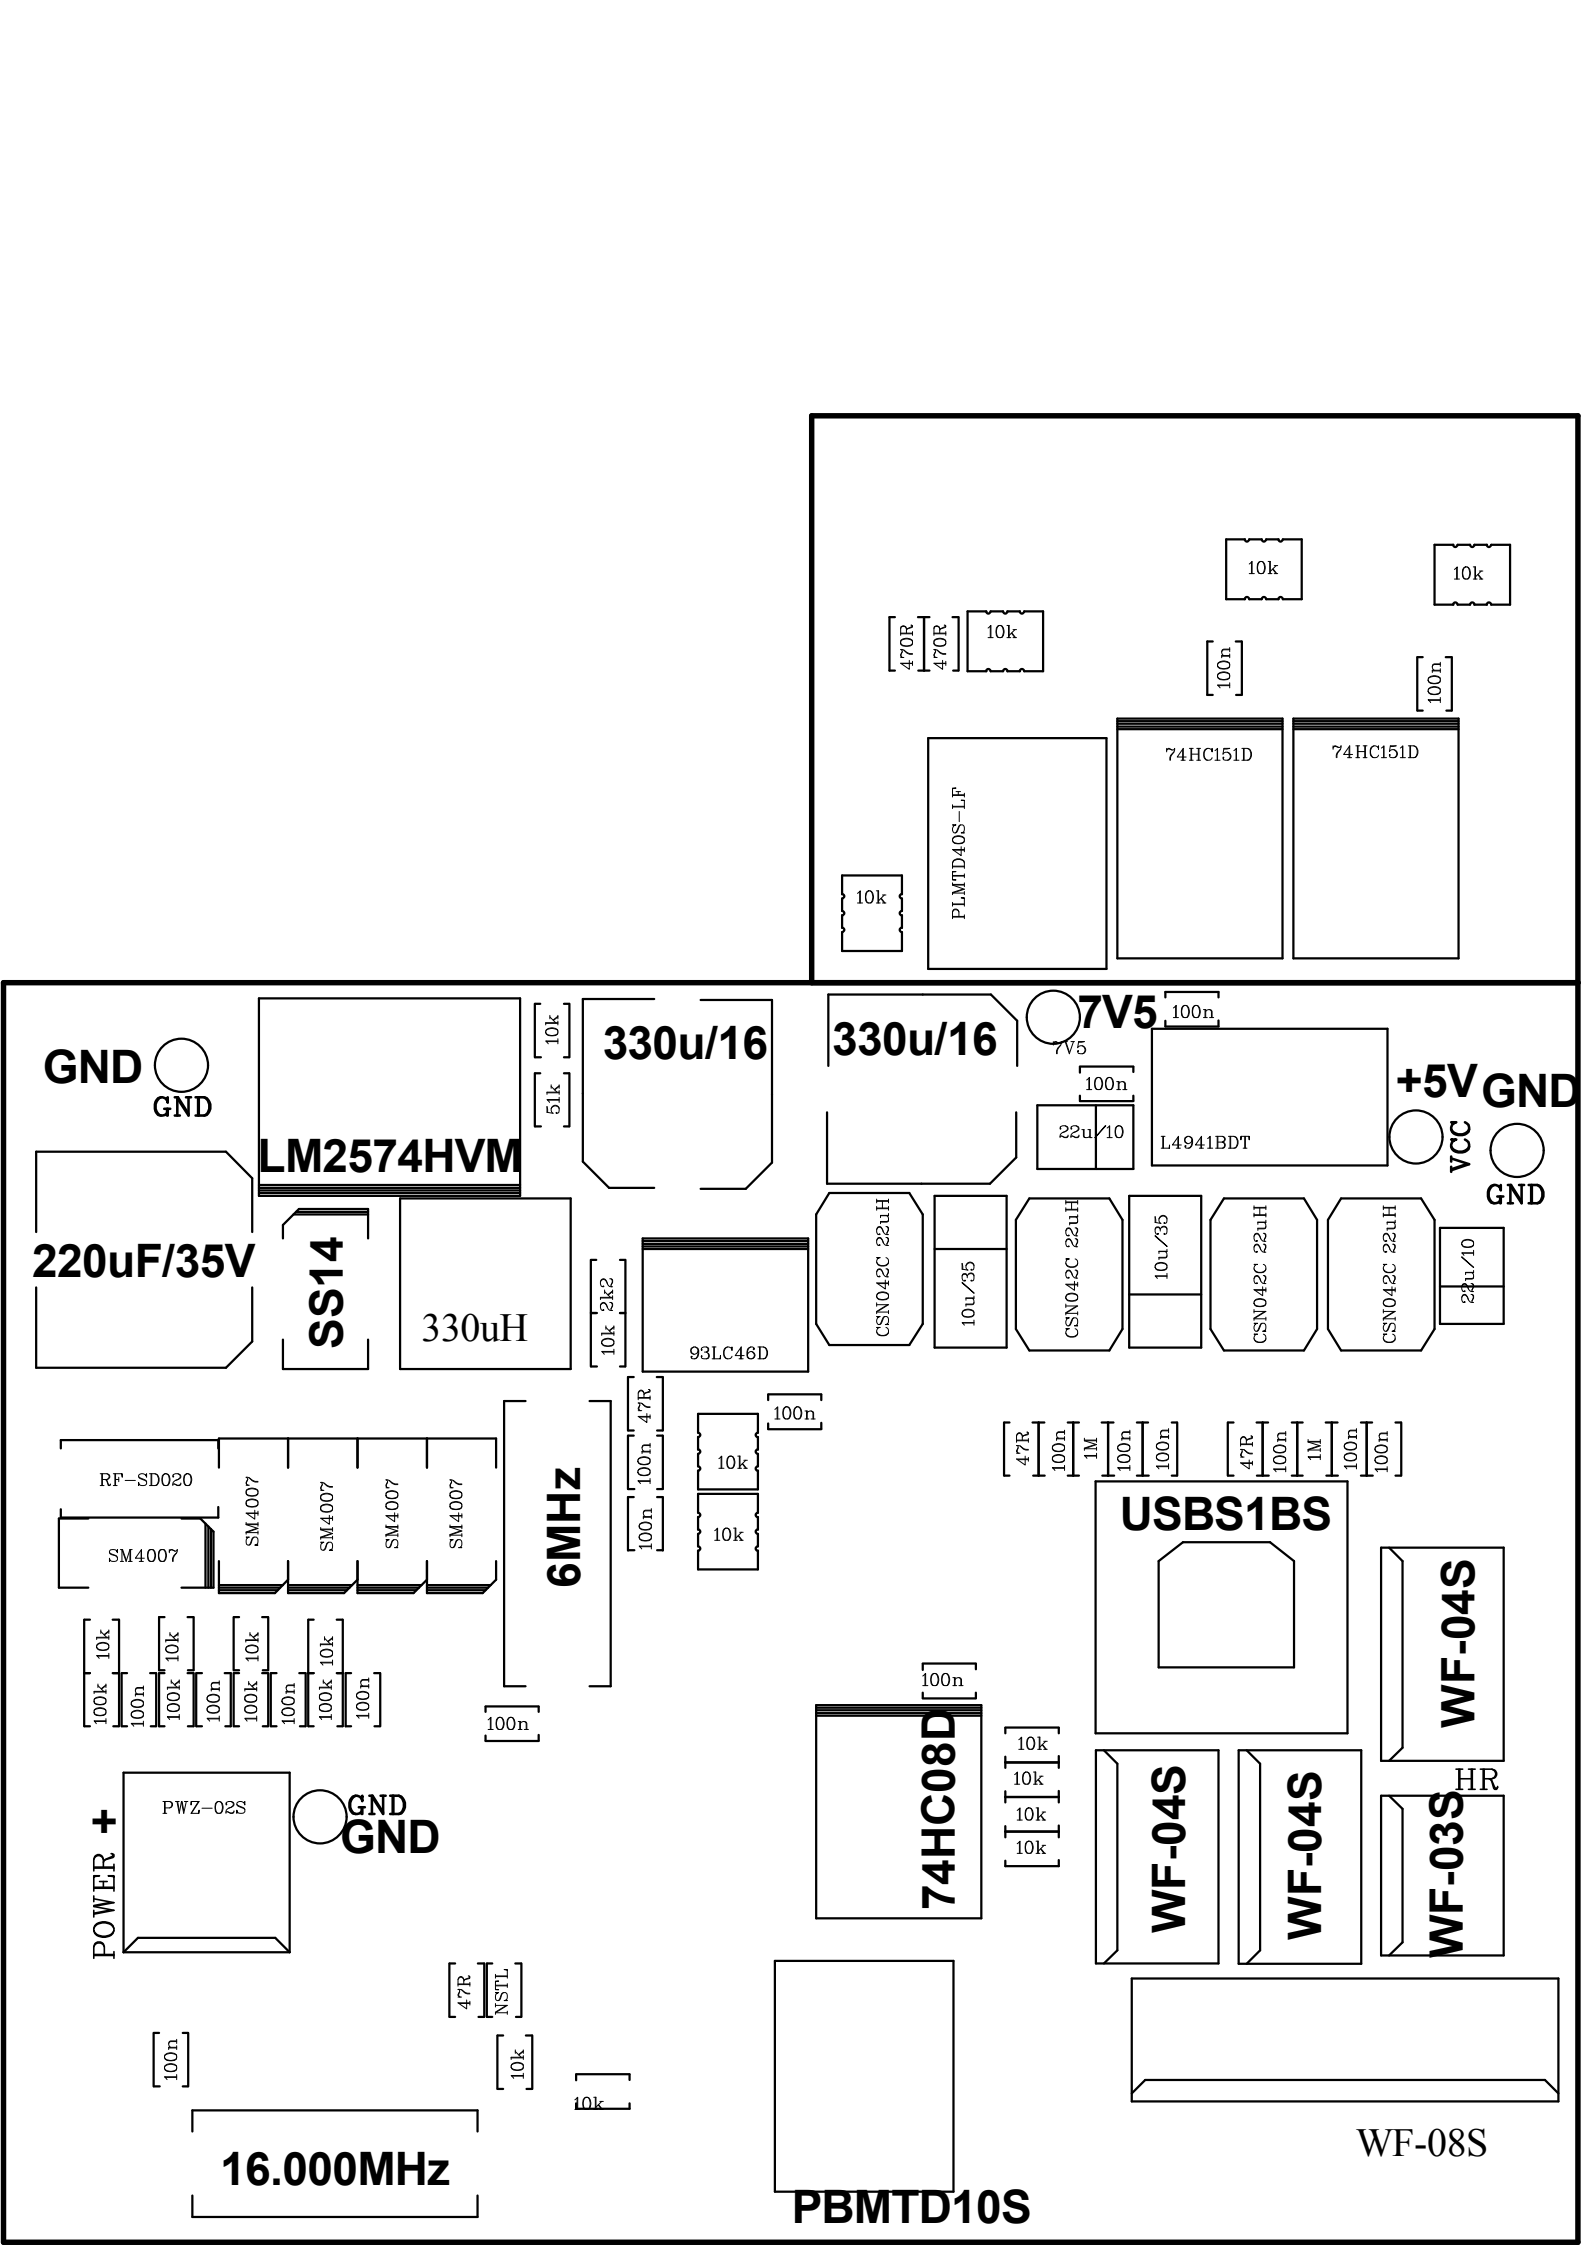 10k
10k
470R
470R
10k
100n
100n
74HC151D
74HC151D
PLMTD40S-LF
10k
GND
GND
10k
51k
330u/16
330u/16
7V5
7V5
100n
100n
22u/10
L4941BDT
+5V
VCC
GND
GND
LM2574HVM
220uF/35V
SS14
330uH
2k2
10k
93LC46D
CSN042C 22uH
10u/35
CSN042C 22uH
10u/35
CSN042C 22uH
CSN042C 22uH
22u/10
47R
100n
100n
100n
10k
10k
47R
100n
1M
100n
100n
47R
100n
1M
100n
100n
RF-SD020
SM4007
SM4007
SM4007
SM4007
SM4007
6MHz
USBS1BS
WF-04S
10k
10k
10k
10k
100k
100n
100k
100n
100k
100n
100k
100n
100n
100n
74HC08D
10k
10k
10k
10k
WF-04S
WF-04S
HR
WF-03S
PWZ-02S
POWER +
GND
GND
47R
NSTL
100n
10k
10k
16.000MHz
PBMTD10S
WF-08S